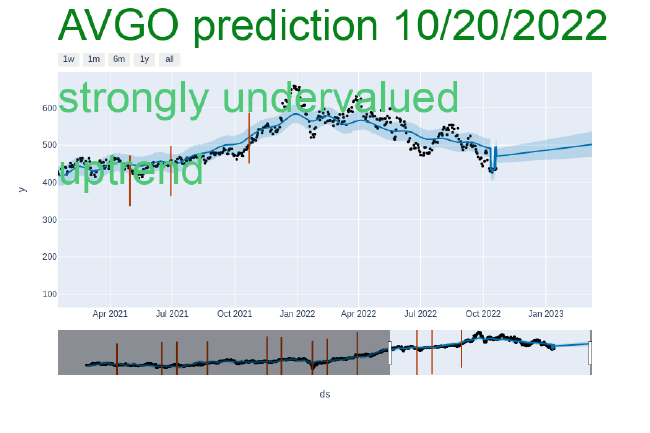 AVGO prediction 10/20/2022
1w 1m 6m 1y all
strongly undervalued
uptrend
600
500
400
300
200
100
y
Apr 2021 Jul 2021 Oct 2021 Jan 2022 Apr 2022 Jul 2022 Oct 2022 Jan 2023
ds